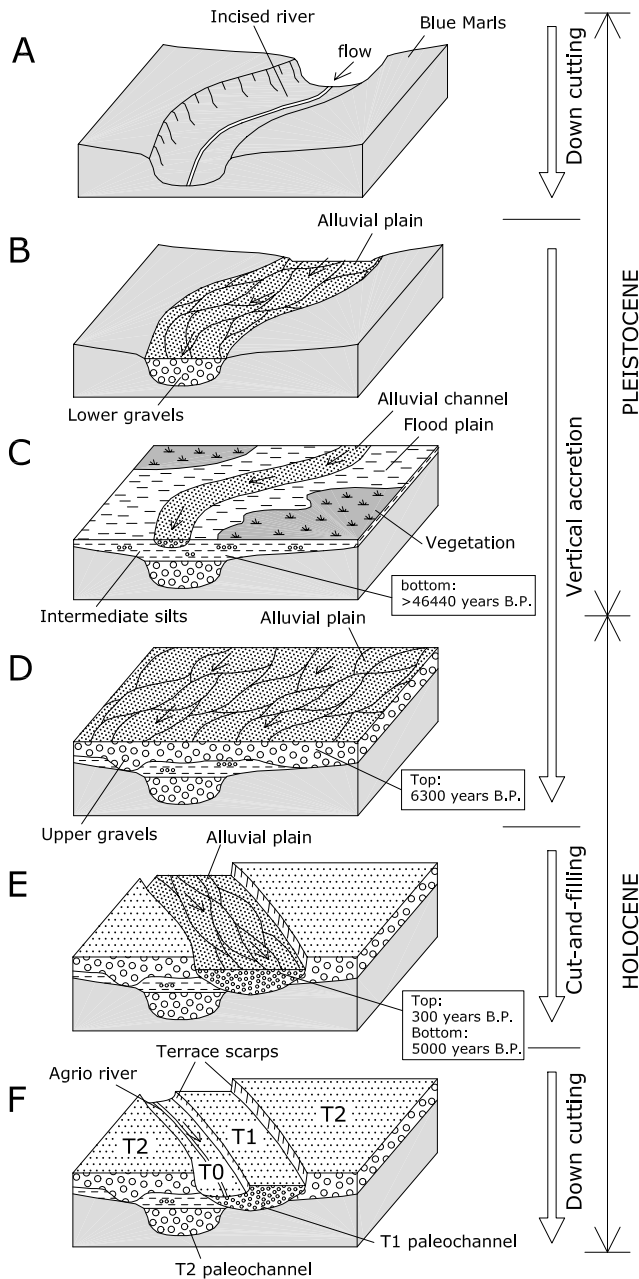 A
Incised river
Blue Marls
flow
Down cutting
B
Alluvial plain
Lower gravels
C
Alluvial channel
Flood plain
Vegetation
Intermediate silts
bottom:
>46440 years B.P.
Vertical accretion
PLEISTOCENE
D
Alluvial plain
Upper gravels
Top:
6300 years B.P.
E
Alluvial plain
Top:
300 years B.P.
Bottom:
5000 years B.P.
Cut-and-filling
HOLOCENE
F
Agrio river
Terrace scarps
T2
T0
T1
T2
T1 paleochannel
T2 paleochannel
Down cutting